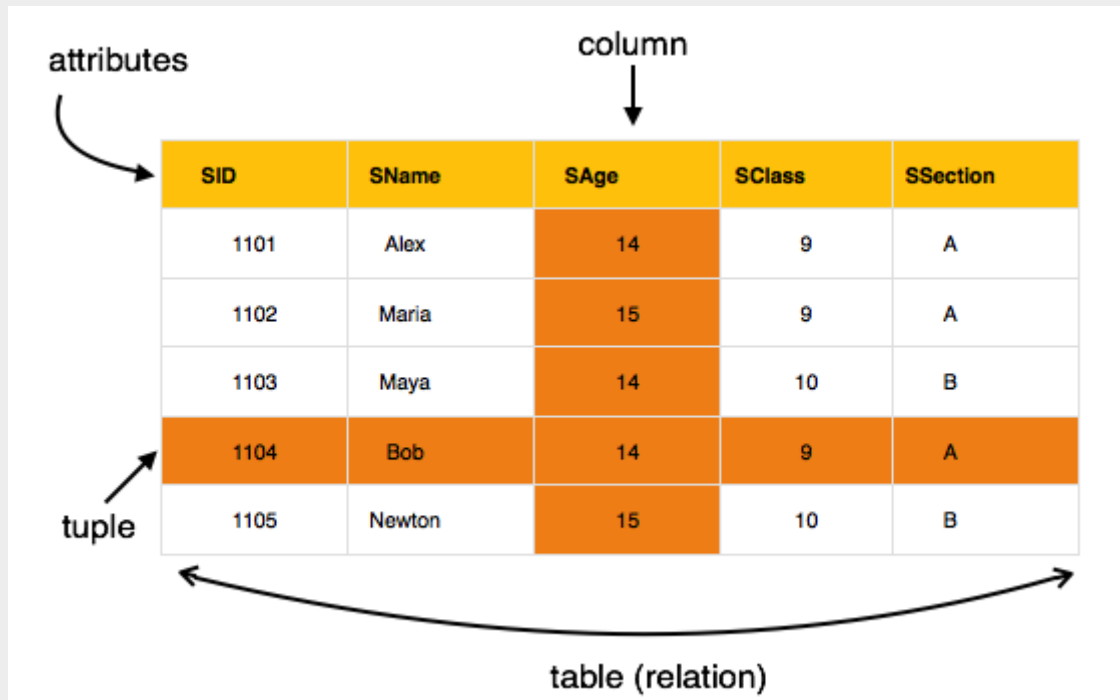 attributes
column
SID SName SAge SClass SSection
1101 Alex 14 9 A
1102 Maria 15 9 A
1103 Maya 14 10 B
1104 Bob 14 9 A
tuple
1105 Newton 15 10 B
table (relation)